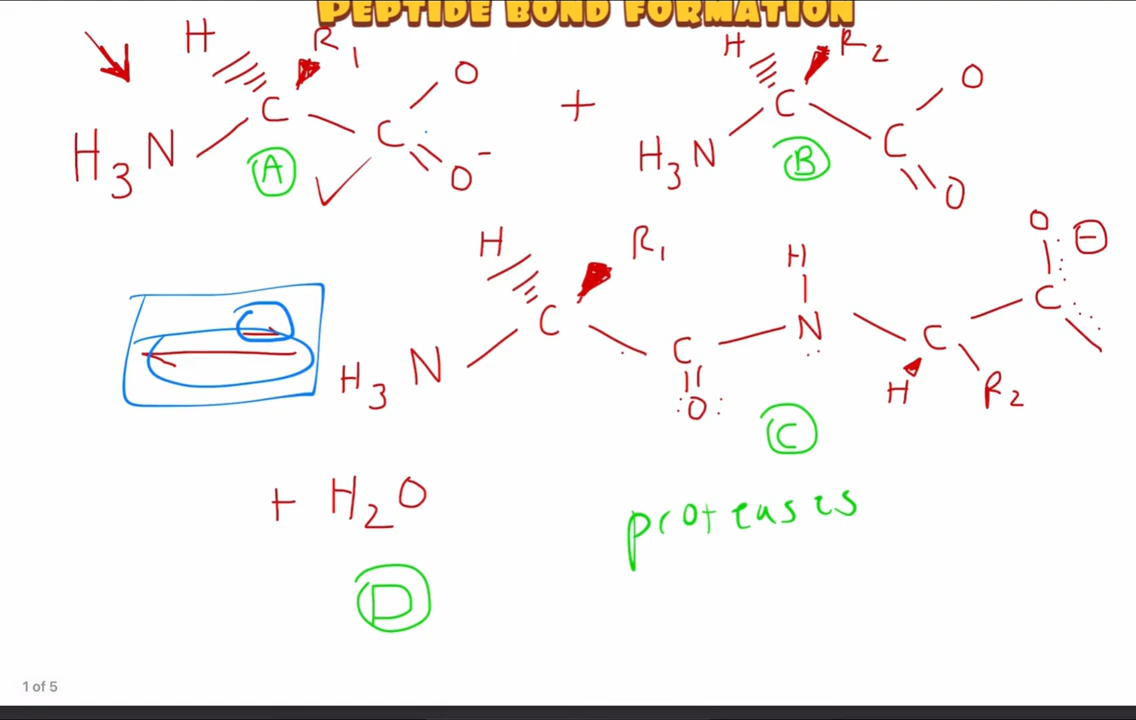 PEPTIDE BOND FORMATION
H R1 O + H R2 O
H3N C C O- H3N C C O
A B
H R1 H O -
H3N C C N C C
:O: H R2
C
+ H2O proteases
D
1 of 5